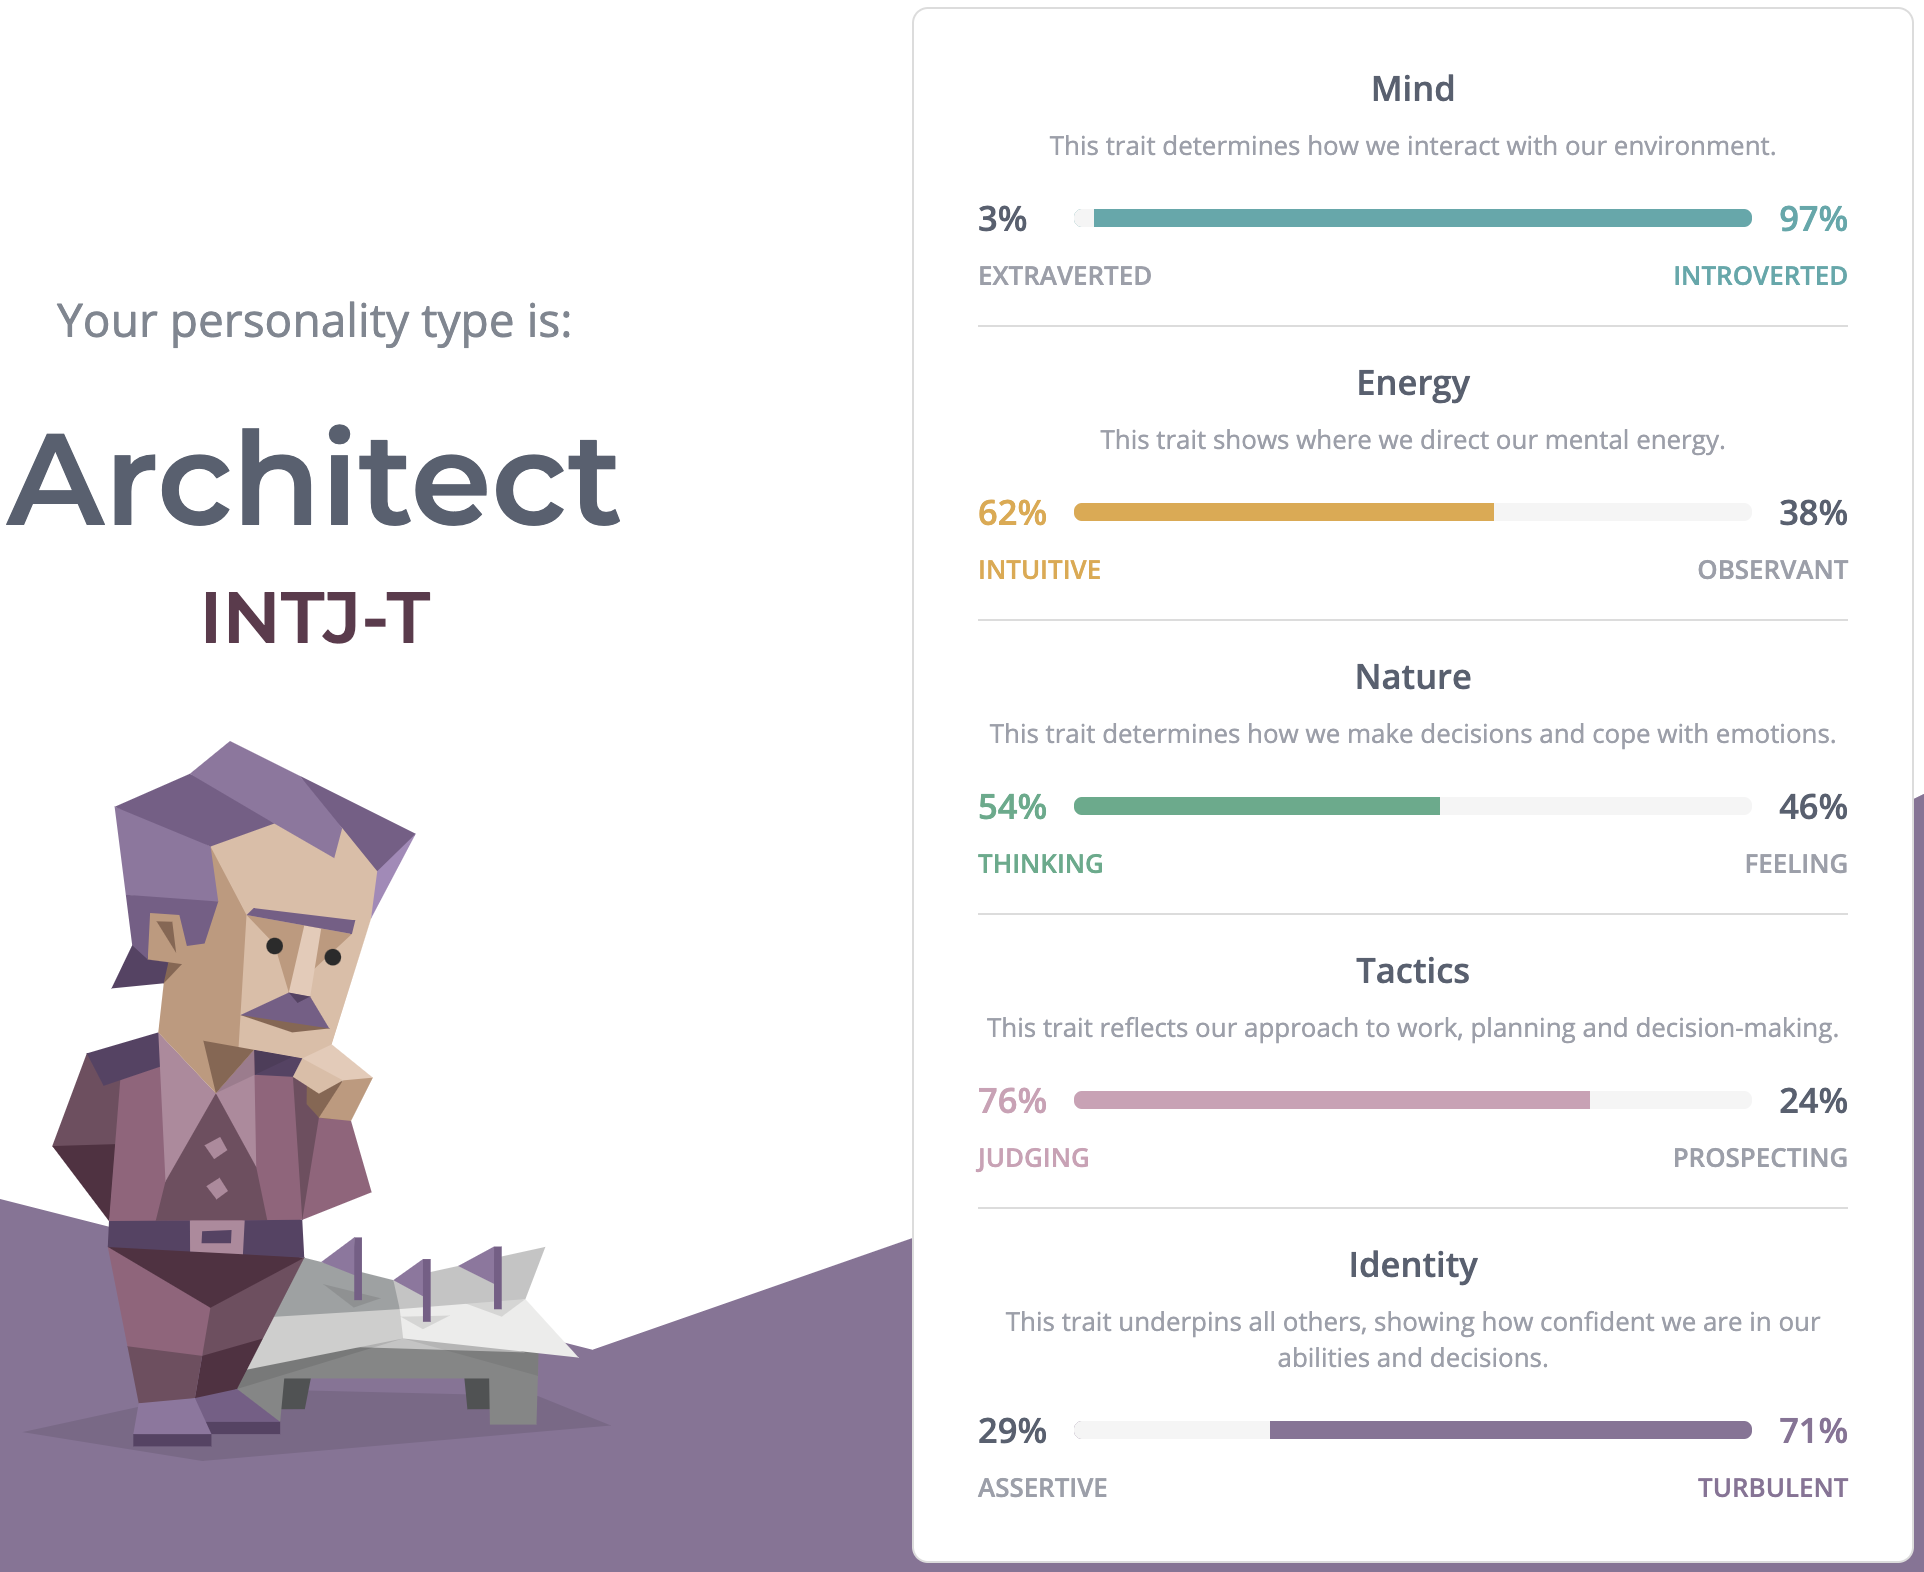 Your personality type is:
Architect
INTJ-T
Mind
This trait determines how we interact with our environment.
3% 97%
EXTRAVERTED INTROVERTED
Energy
This trait shows where we direct our mental energy.
62% 38%
INTUITIVE OBSERVANT
Nature
This trait determines how we make decisions and cope with emotions.
54% 46%
THINKING FEELING
Tactics
This trait reflects our approach to work, planning and decision-making.
76% 24%
JUDGING PROSPECTING
Identity
This trait underpins all others, showing how confident we are in our
abilities and decisions.
29% 71%
ASSERTIVE TURBULENT